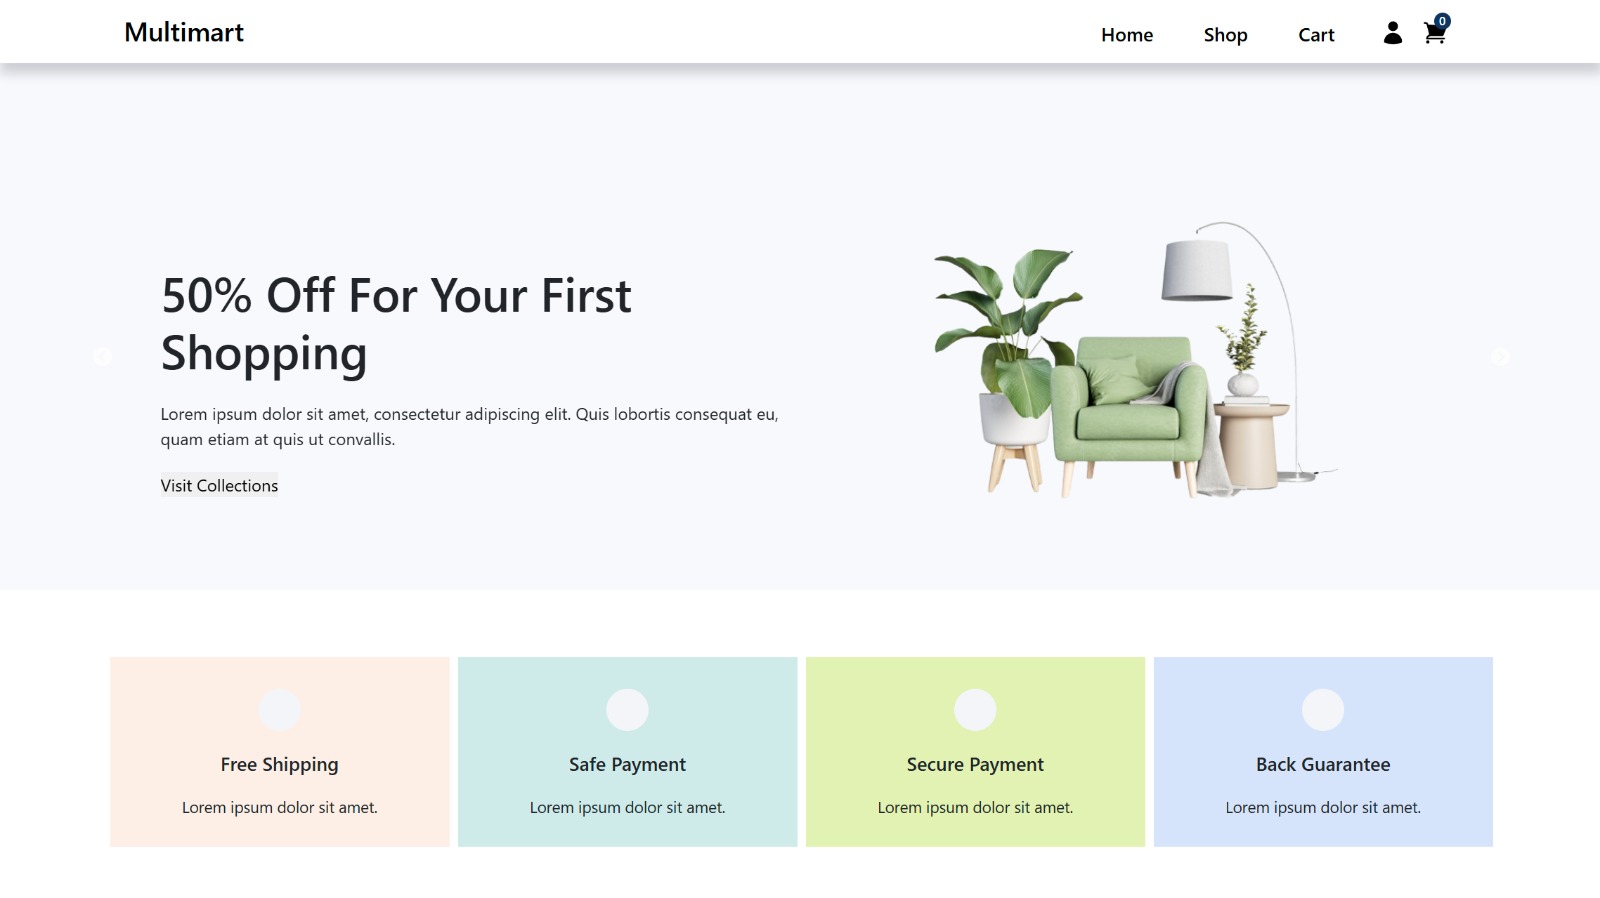 Multimart
Home
Shop
Cart
0
50% Off For Your First
Shopping
Lorem ipsum dolor sit amet, consectetur adipiscing elit. Quis lobortis consequat eu,
quam etiam at quis ut convallis.
Visit Collections
Free Shipping
Lorem ipsum dolor sit amet.
Safe Payment
Lorem ipsum dolor sit amet.
Secure Payment
Lorem ipsum dolor sit amet.
Back Guarantee
Lorem ipsum dolor sit amet.